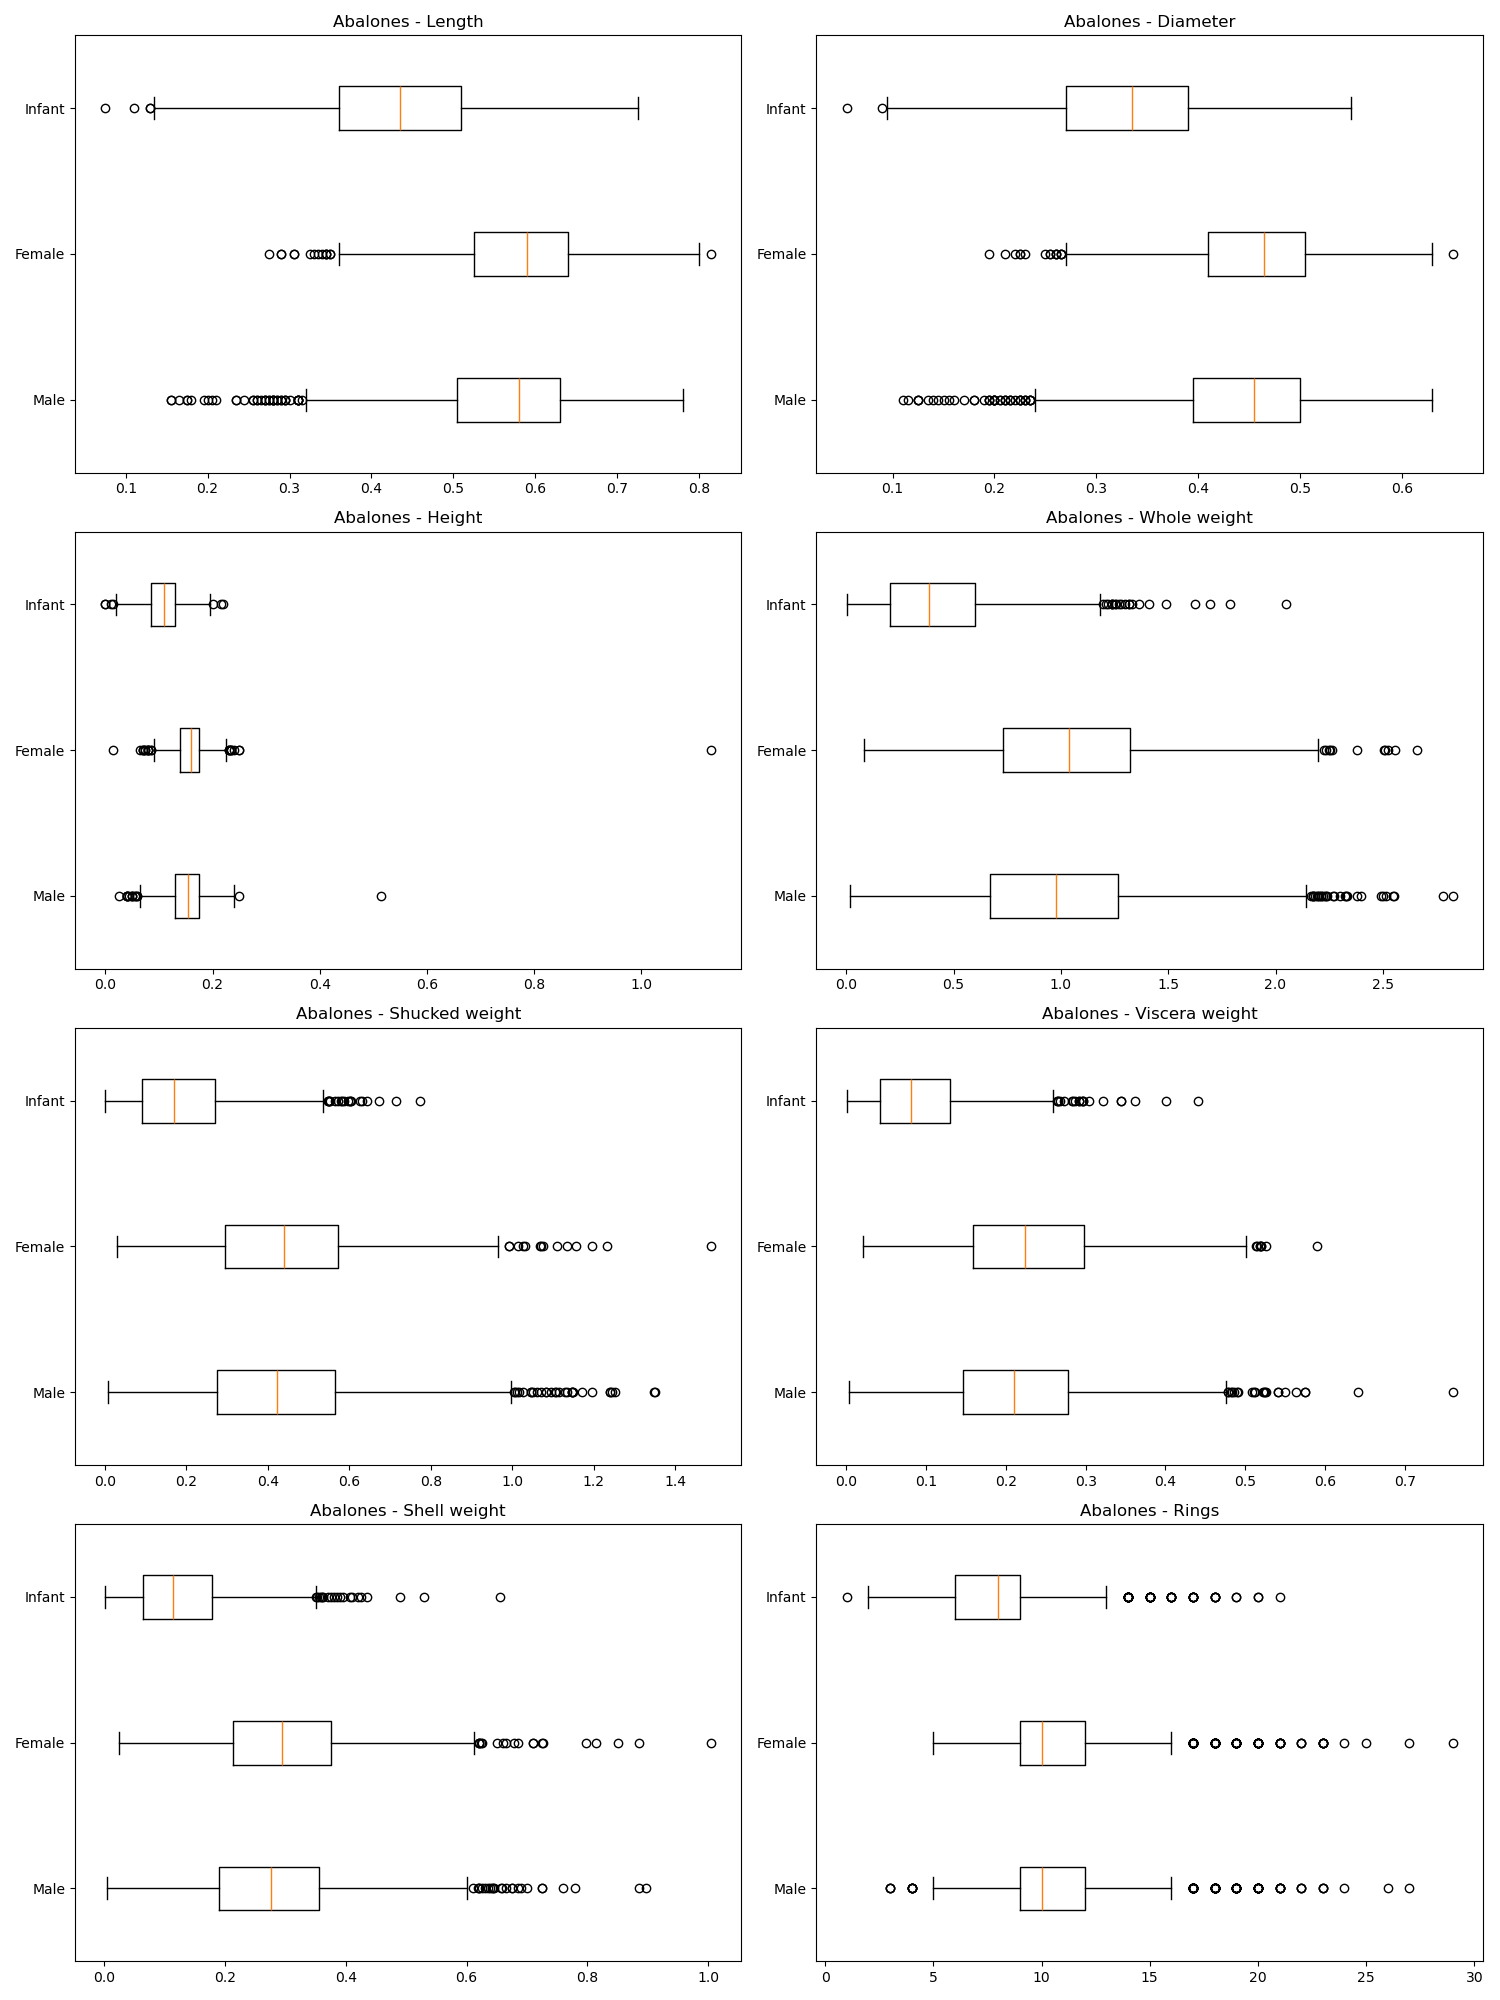 Abalones - Length
Infant
Female
Male
0.1 0.2 0.3 0.4 0.5 0.6 0.7 0.8
Abalones - Diameter
Infant
Female
Male
0.1 0.2 0.3 0.4 0.5 0.6
Abalones - Height
Infant
Female
Male
0.0 0.2 0.4 0.6 0.8 1.0
Abalones - Whole weight
Infant
Female
Male
0.0 0.5 1.0 1.5 2.0 2.5
Abalones - Shucked weight
Infant
Female
Male
0.0 0.2 0.4 0.6 0.8 1.0 1.2 1.4
Abalones - Viscera weight
Infant
Female
Male
0.0 0.1 0.2 0.3 0.4 0.5 0.6 0.7
Abalones - Shell weight
Infant
Female
Male
0.0 0.2 0.4 0.6 0.8 1.0
Abalones - Rings
Infant
Female
Male
0 5 10 15 20 25 30